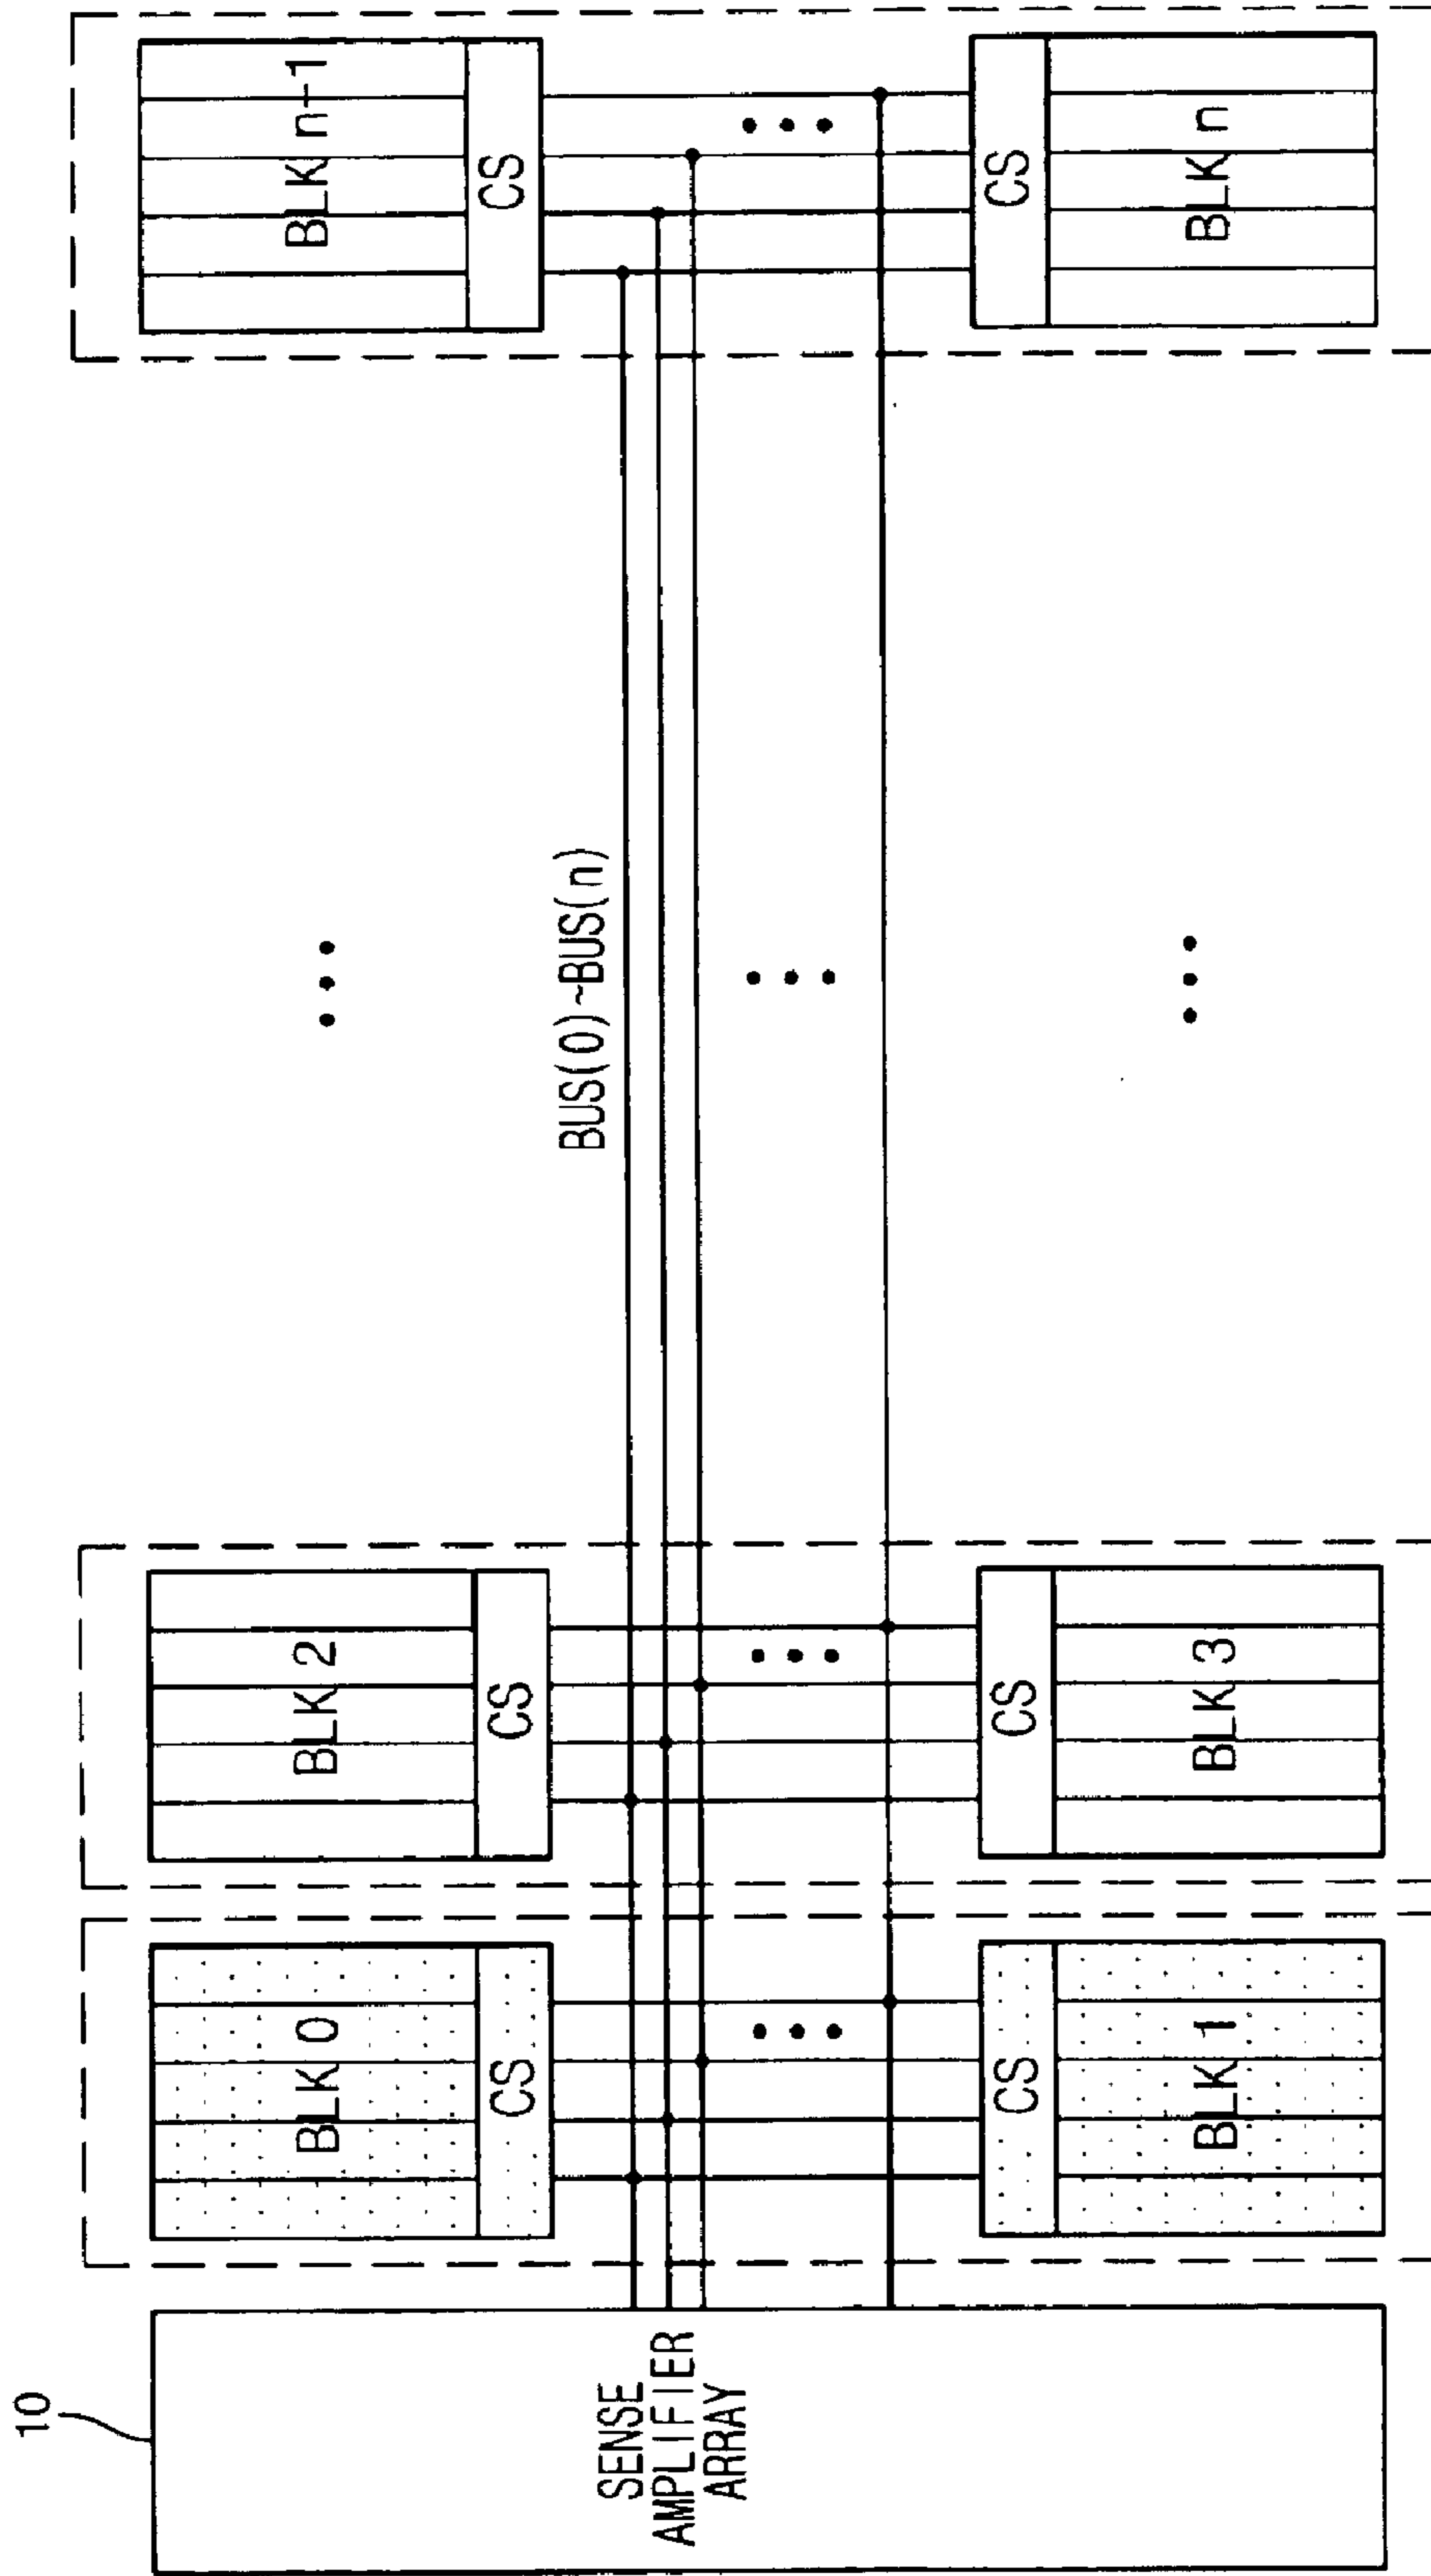 10
SENSE
AMPLIFIER
ARRAY
BLK 0
CS
CS
BLK 1
BLK 2
CS
CS
BLK 3
BUS(0)~BUS(n)
BLK n-1
CS
CS
BLK n